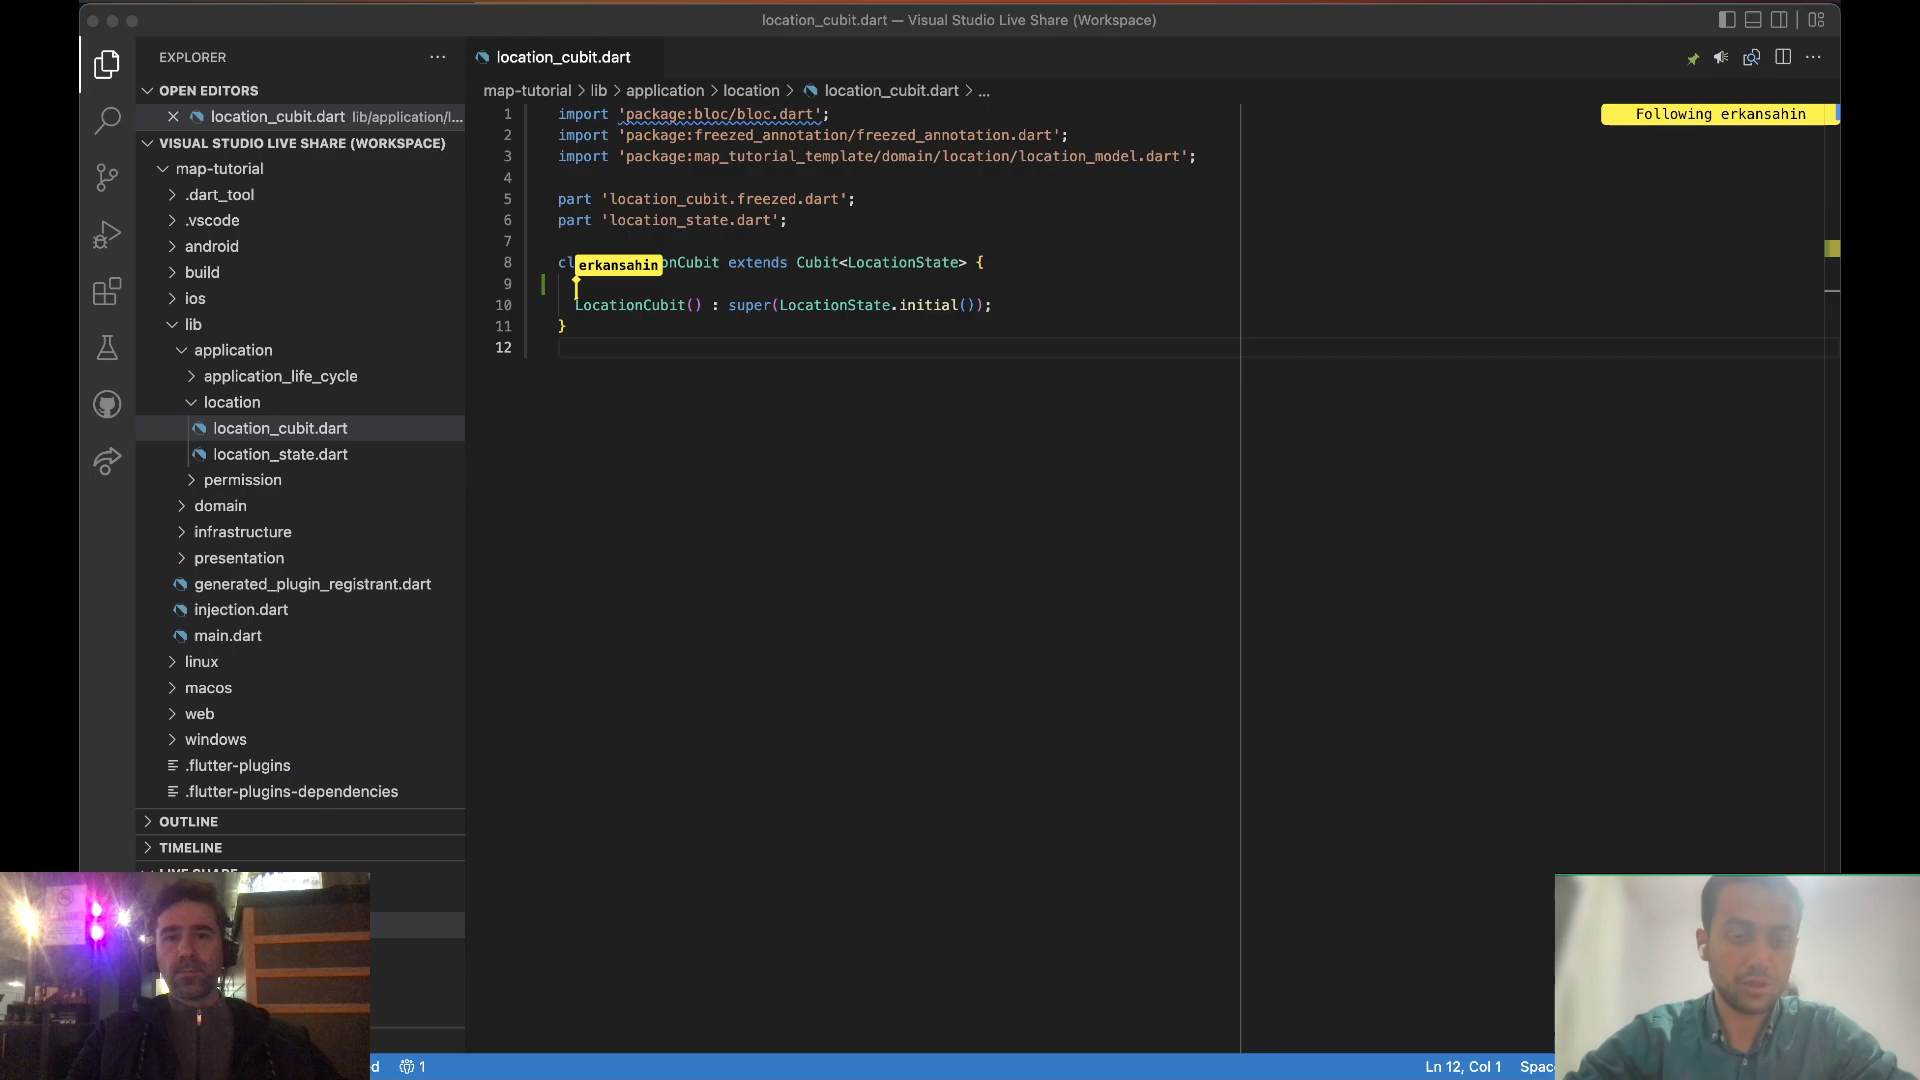 location_cubit.dart — Visual Studio Live Share (Workspace)
EXPLORER
OPEN EDITORS
location_cubit.dart lib/application/l...
VISUAL STUDIO LIVE SHARE (WORKSPACE)
map-tutorial
.dart_tool
.vscode
android
build
ios
lib
application
application_life_cycle
location
location_cubit.dart
location_state.dart
permission
domain
infrastructure
presentation
generated_plugin_registrant.dart
injection.dart
main.dart
linux
macos
web
windows
.flutter-plugins
.flutter-plugins-dependencies
OUTLINE
TIMELINE
LIVE SHARE
location_cubit.dart
map-tutorial > lib > application > location > location_cubit.dart > ...
Following erkansahin
1 import 'package:bloc/bloc.dart';
2 import 'package:freezed_annotation/freezed_annotation.dart';
3 import 'package:map_tutorial_template/domain/location/location_model.dart';
4
5 part 'location_cubit.freezed.dart';
6 part 'location_state.dart';
7
8 cl erkansahin onCubit extends Cubit<LocationState> {
9
10 LocationCubit() : super(LocationState.initial());
11 }
12
d 1
Ln 12, Col 1 Spac